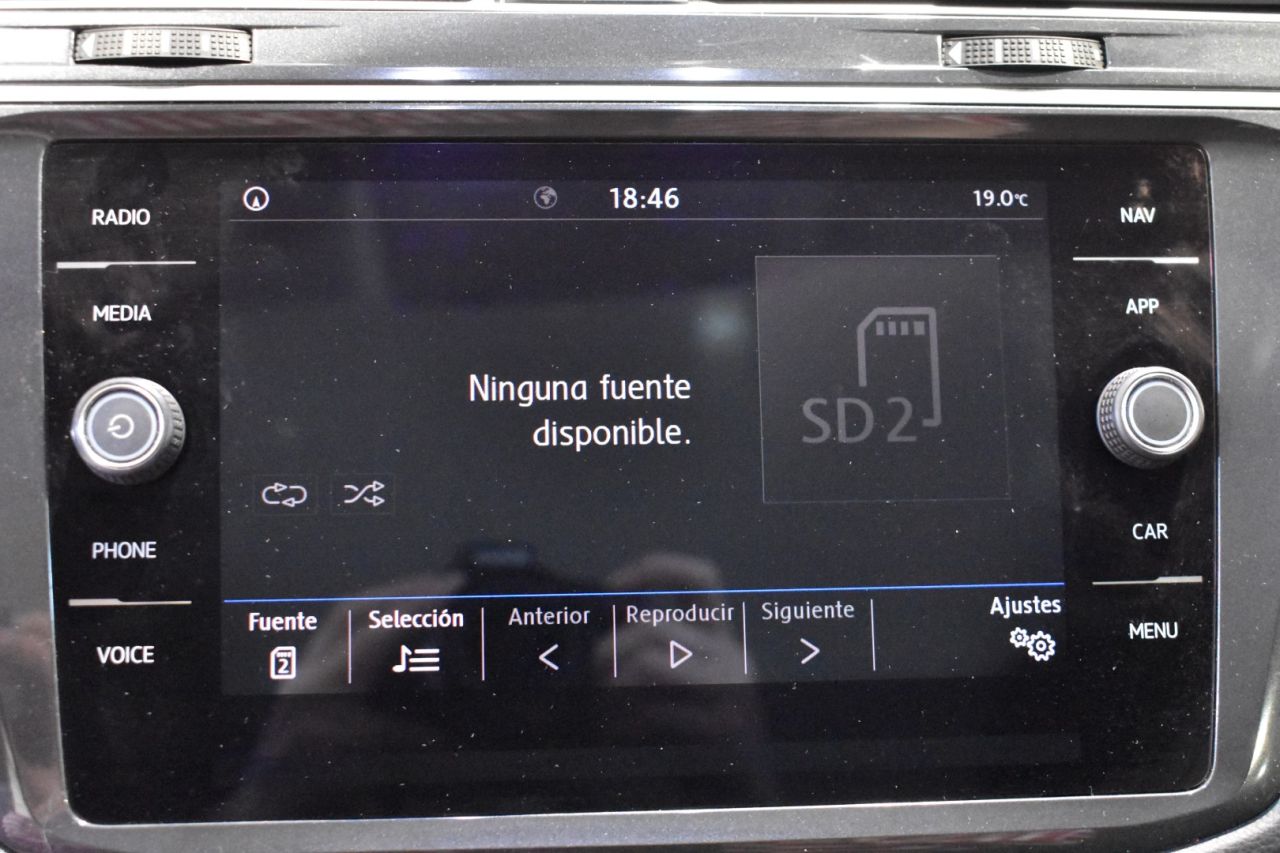 18:46
19.0°C
RADIO
MEDIA
PHONE
VOICE
Ninguna fuente
disponible.
SD 2
NAV
APP
CAR
MENU
Fuente
2
Selección
Anterior
Reproducir
Siguiente
Ajustes